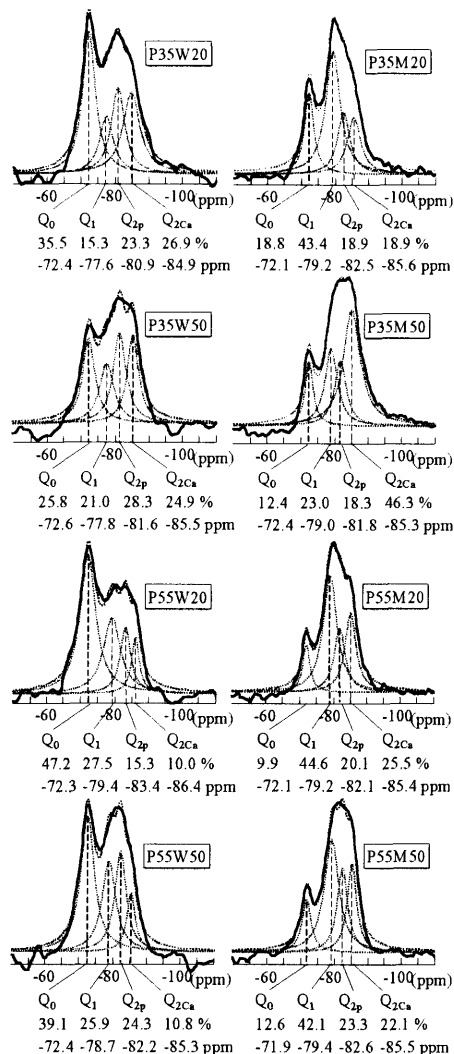 P35W20
-60 -80 -100 (ppm)
Q0 Q1 Q2p Q2Ca
35.5 15.3 23.3 26.9 %
-72.4 -77.6 -80.9 -84.9 ppm
P35M20
-60 -80 -100 (ppm)
Q0 Q1 Q2p Q2Ca
18.8 43.4 18.9 18.9 %
-72.1 -79.2 -82.5 -85.6 ppm
P35W50
-60 -80 -100 (ppm)
Q0 Q1 Q2p Q2Ca
25.8 21.0 28.3 24.9 %
-72.6 -77.8 -81.6 -85.5 ppm
P35M50
-60 -80 -100 (ppm)
Q0 Q1 Q2p Q2Ca
12.4 23.0 18.3 46.3 %
-72.4 -79.0 -81.8 -85.3 ppm
P55W20
-60 -80 -100 (ppm)
Q0 Q1 Q2p Q2Ca
47.2 27.5 15.3 10.0 %
-72.3 -79.4 -83.4 -86.4 ppm
P55M20
-60 -80 -100 (ppm)
Q0 Q1 Q2p Q2Ca
9.9 44.6 20.1 25.5 %
-72.1 -79.2 -82.1 -85.4 ppm
P55W50
-60 -80 -100 (ppm)
Q0 Q1 Q2p Q2Ca
39.1 25.9 24.3 10.8 %
-72.4 -78.7 -82.2 -85.3 ppm
P55M50
-60 -80 -100 (ppm)
Q0 Q1 Q2p Q2Ca
12.6 42.1 23.3 22.1 %
-71.9 -79.4 -82.6 -85.5 ppm